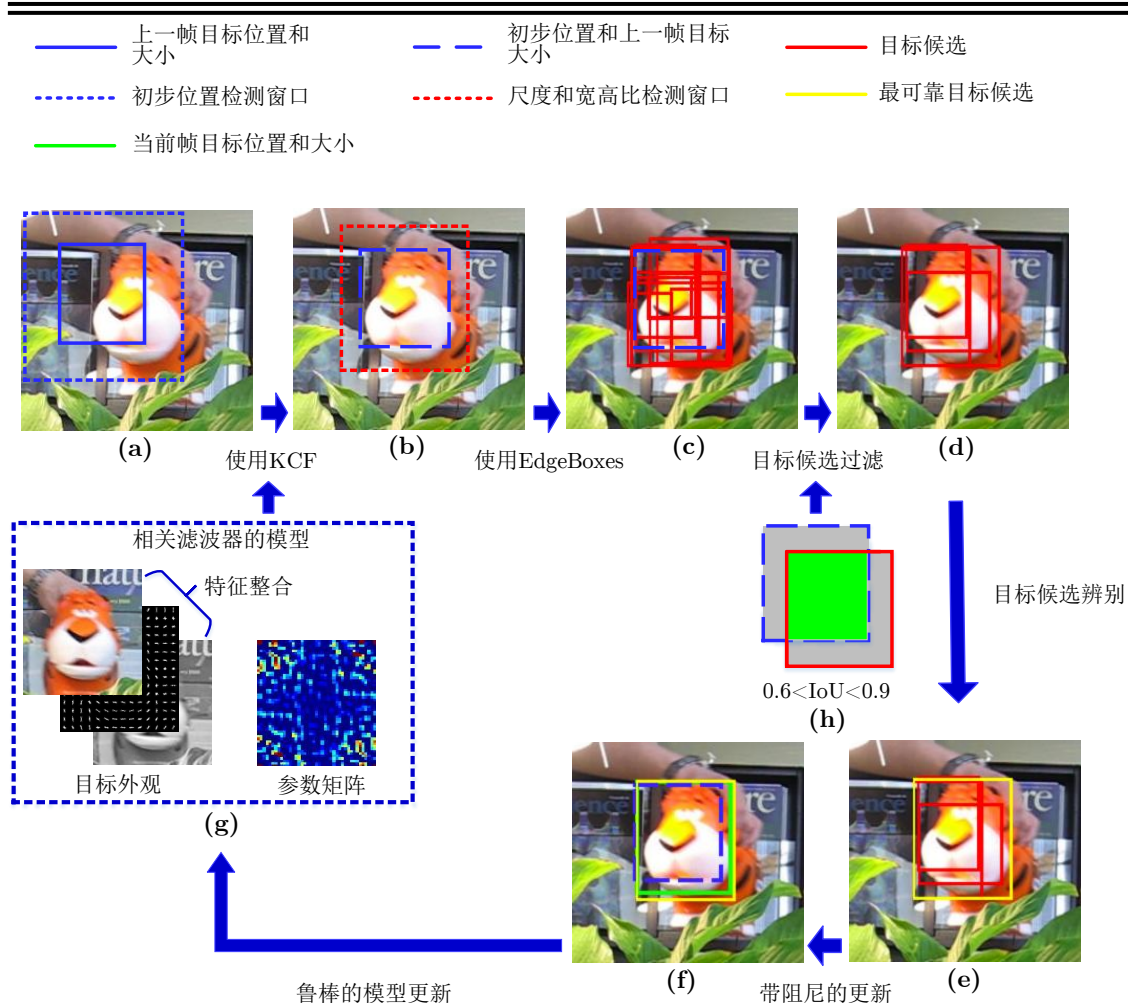 上一帧目标位置和
大小
初步位置和上一帧目标
大小
目标候选
初步位置检测窗口
尺度和宽高比检测窗口
最可靠目标候选
当前帧目标位置和大小
(a)
(b)
(c)
(d)
使用KCF
使用EdgeBoxes
目标候选过滤
相关滤波器的模型
特征整合
目标候选辨别
0.6<IoU<0.9
(h)
目标外观
参数矩阵
(g)
(f)
(e)
鲁棒的模型更新
带阻尼的更新